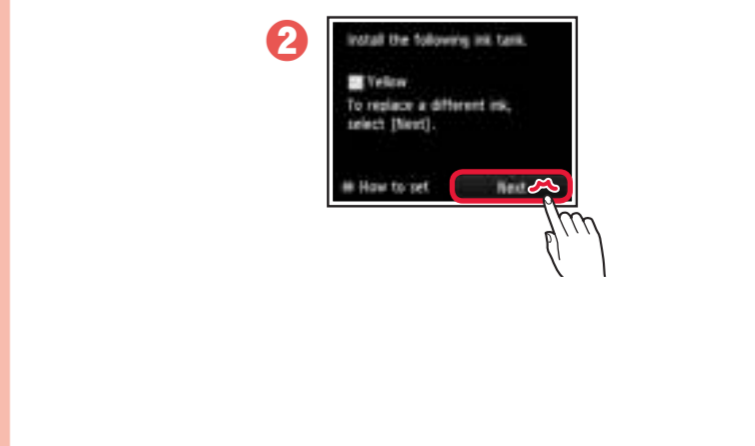 2
Install the following ink tank.
Yellow
To replace a different ink,
select [Next].
# How to set
Next